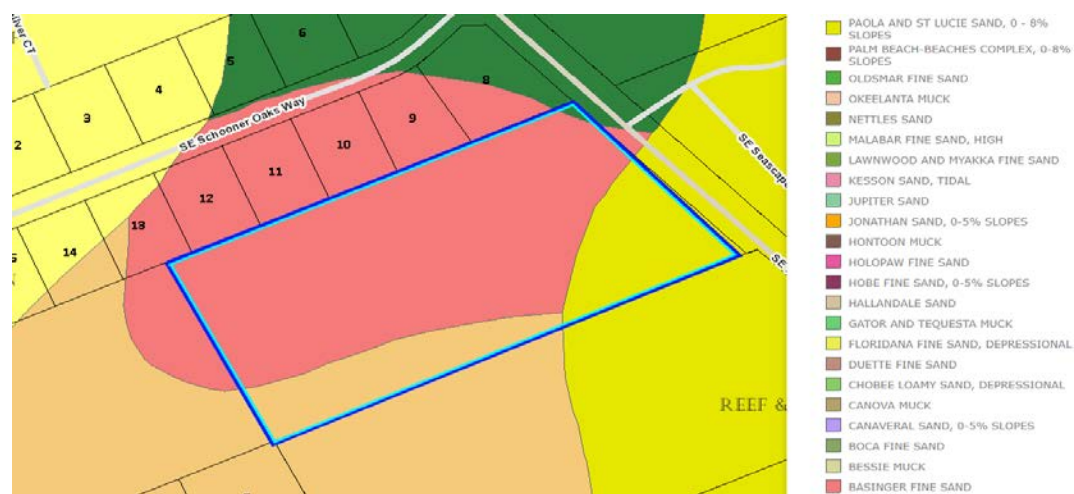 ilver CT
6
5
4
8
3
9
SE Schooner Oaks Way
2
10
SE Seascape
11
12
13
14
SE
REEF &
PAOLA AND ST LUCIE SAND, 0 - 8%
SLOPES
PALM BEACH-BEACHES COMPLEX, 0-8%
SLOPES
OLDSMAR FINE SAND
OKEELANTA MUCK
NETTLES SAND
MALABAR FINE SAND, HIGH
LAWNWOOD AND MYAKKA FINE SAND
KESSON SAND, TIDAL
JUPITER SAND
JONATHAN SAND, 0-5% SLOPES
HONTOON MUCK
HOLOPAW FINE SAND
HOBE FINE SAND, 0-5% SLOPES
HALLANDALE SAND
GATOR AND TEQUESTA MUCK
FLORIDANA FINE SAND, DEPRESSIONAL
DUETTE FINE SAND
CHOBEE LOAMY SAND, DEPRESSIONAL
CANOVA MUCK
CANAVERAL SAND, 0-5% SLOPES
BOCA FINE SAND
BESSIE MUCK
BASINGER FINE SAND